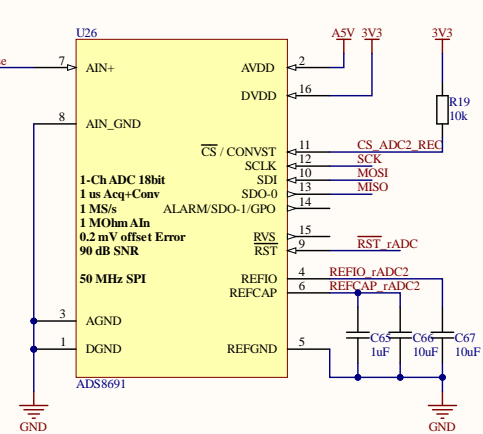 U26
A5V 3V3
3V3
se
7
AIN+
AVDD
2
DVDD
16
8
AIN_GND
R19
10k
CS / CONVST
11
CS_ADC2_REC
SCLK
12
SCK
1-Ch ADC 18bit
SDI
10
MOSI
1 us Acq+Conv
SDO-0
13
MISO
1 MS/s
ALARM/SDO-1/GPO
14
1 MOhm AIn
0.2 mV offset Error
RVS
15
90 dB SNR
RST
9
RST_rADC
50 MHz SPI
REFIO
4
REFIO_rADC2
REFCAP
6
REFCAP_rADC2
3
AGND
C65
1uF
C66
10uF
C67
10uF
1
DGND
REFGND
5
ADS8691
GND
GND